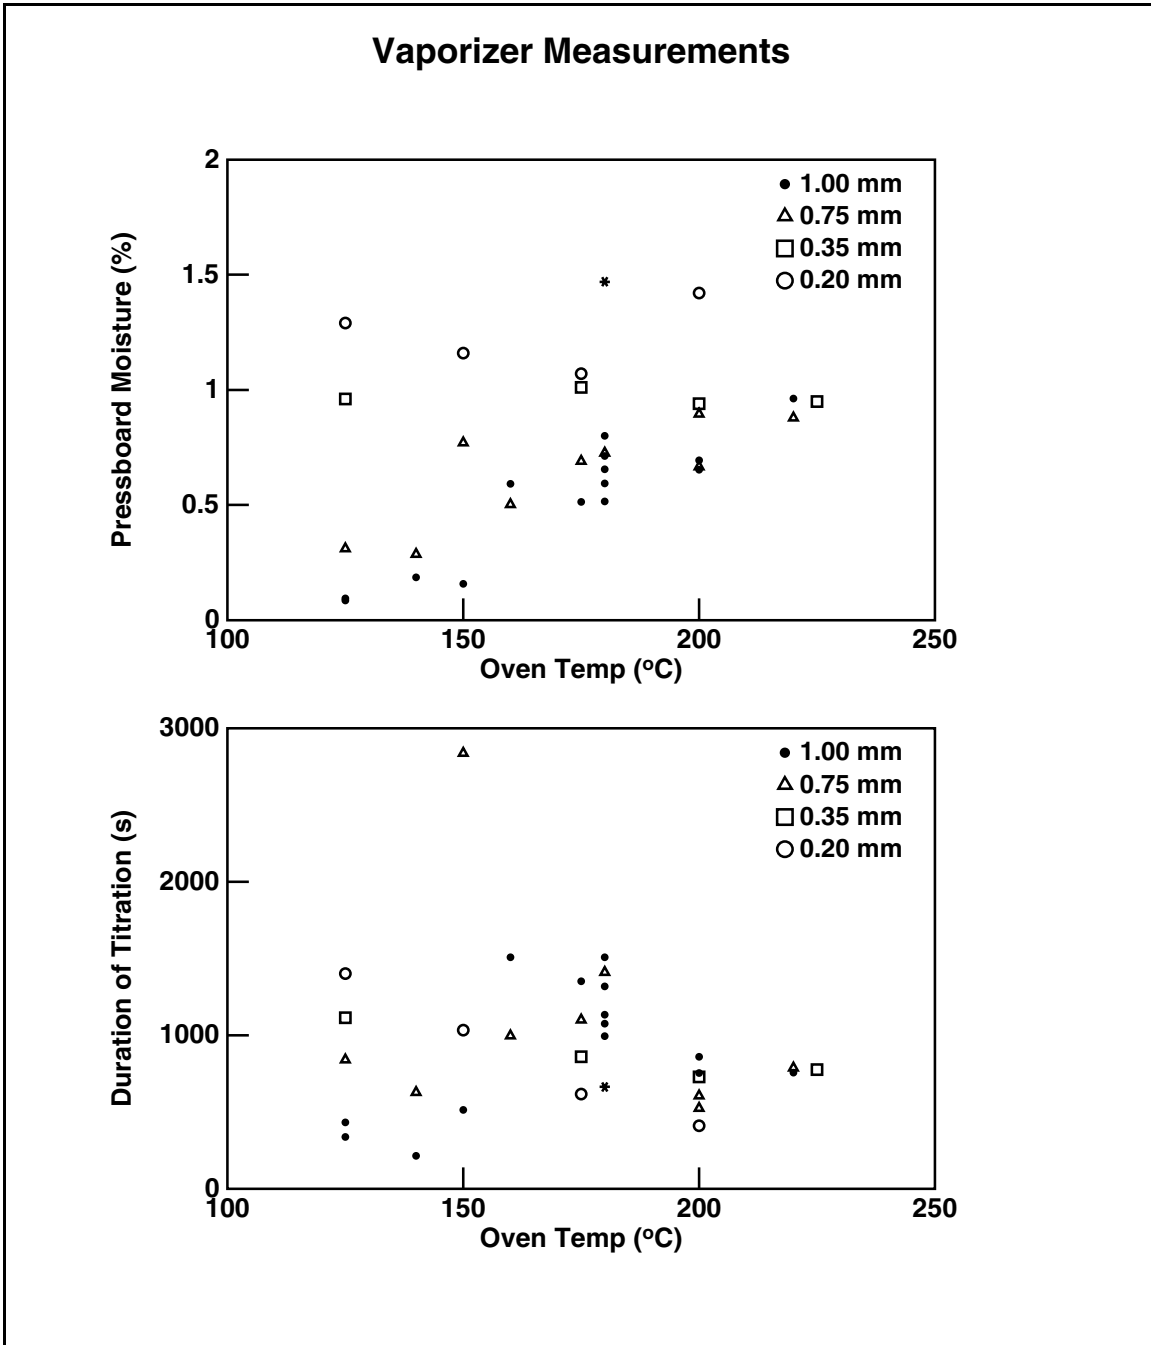 Vaporizer Measurements
2
1.5
1
0.5
0
Pressboard Moisture (%)
1.00 mm
0.75 mm
0.35 mm
0.20 mm
*
100 150 200 250
Oven Temp (ºC)
3000
2000
1000
0
Duration of Titration (s)
1.00 mm
0.75 mm
0.35 mm
0.20 mm
*
100 150 200 250
Oven Temp (ºC)